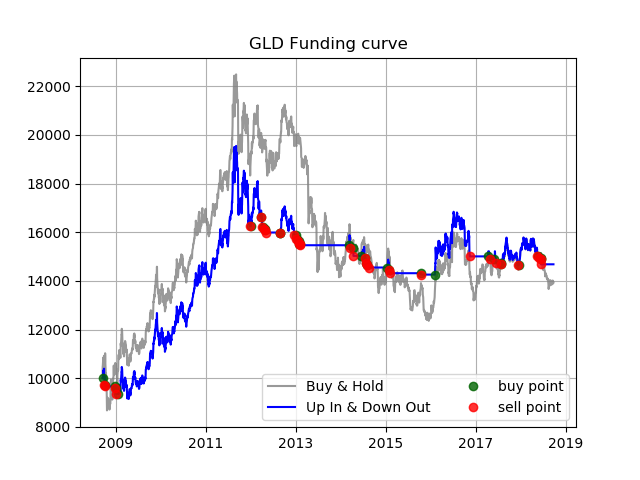 GLD Funding curve
22000
20000
18000
16000
14000
12000
10000
8000
Buy & Hold
Up In & Down Out
buy point
sell point
2009 2011 2013 2015 2017 2019